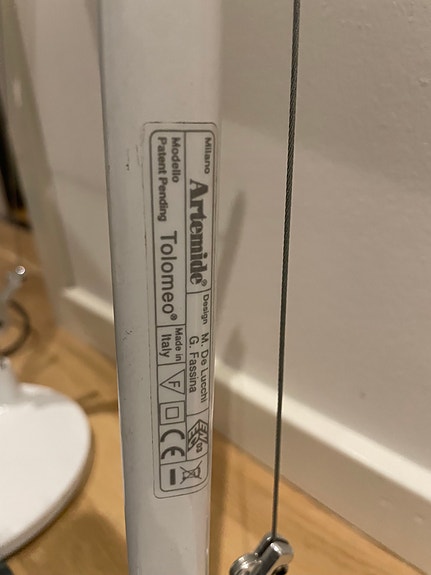 Milano
Artemide®
Design M. De Lucchi
G. Fassina
Modello
Patent Pending
Tolomeo®
Made in
Italy
F
CE